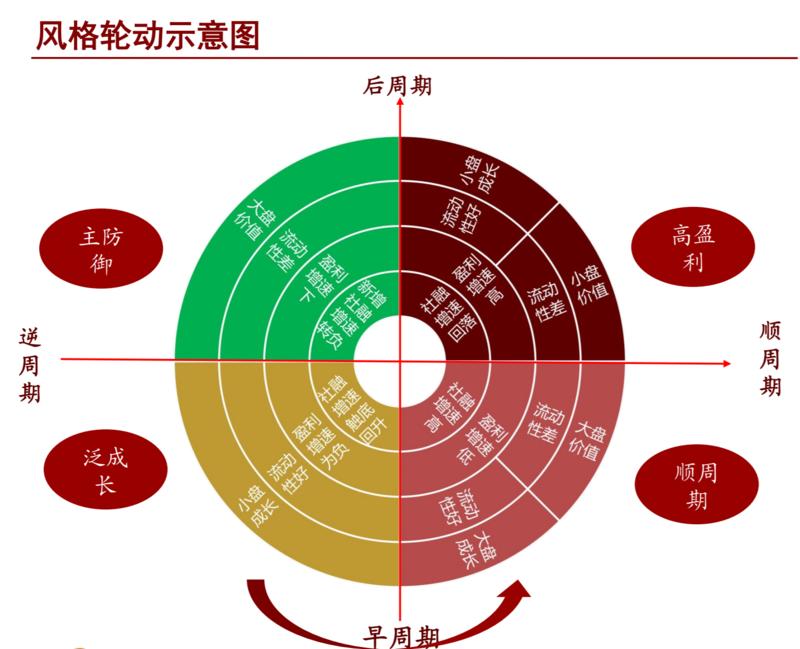 风格轮动示意图
后周期
主防
御
高盈
利
逆
周
期
顺
周
期
泛成
长
顺周
期
早周期
大盘
价值
流动
性差
盈利
增速
下
新增
社融
增速
转负
小盘
成长
流动
性好
盈利
增速
高
社融
增速
回落
流动
性差
小盘
价值
社融
增速
触底
回升
盈利
增速
为负
流动
性好
小盘
成长
社融
增速
高
盈利
增速
低
流动
性差
大盘
价值
流动
性好
大盘
成长